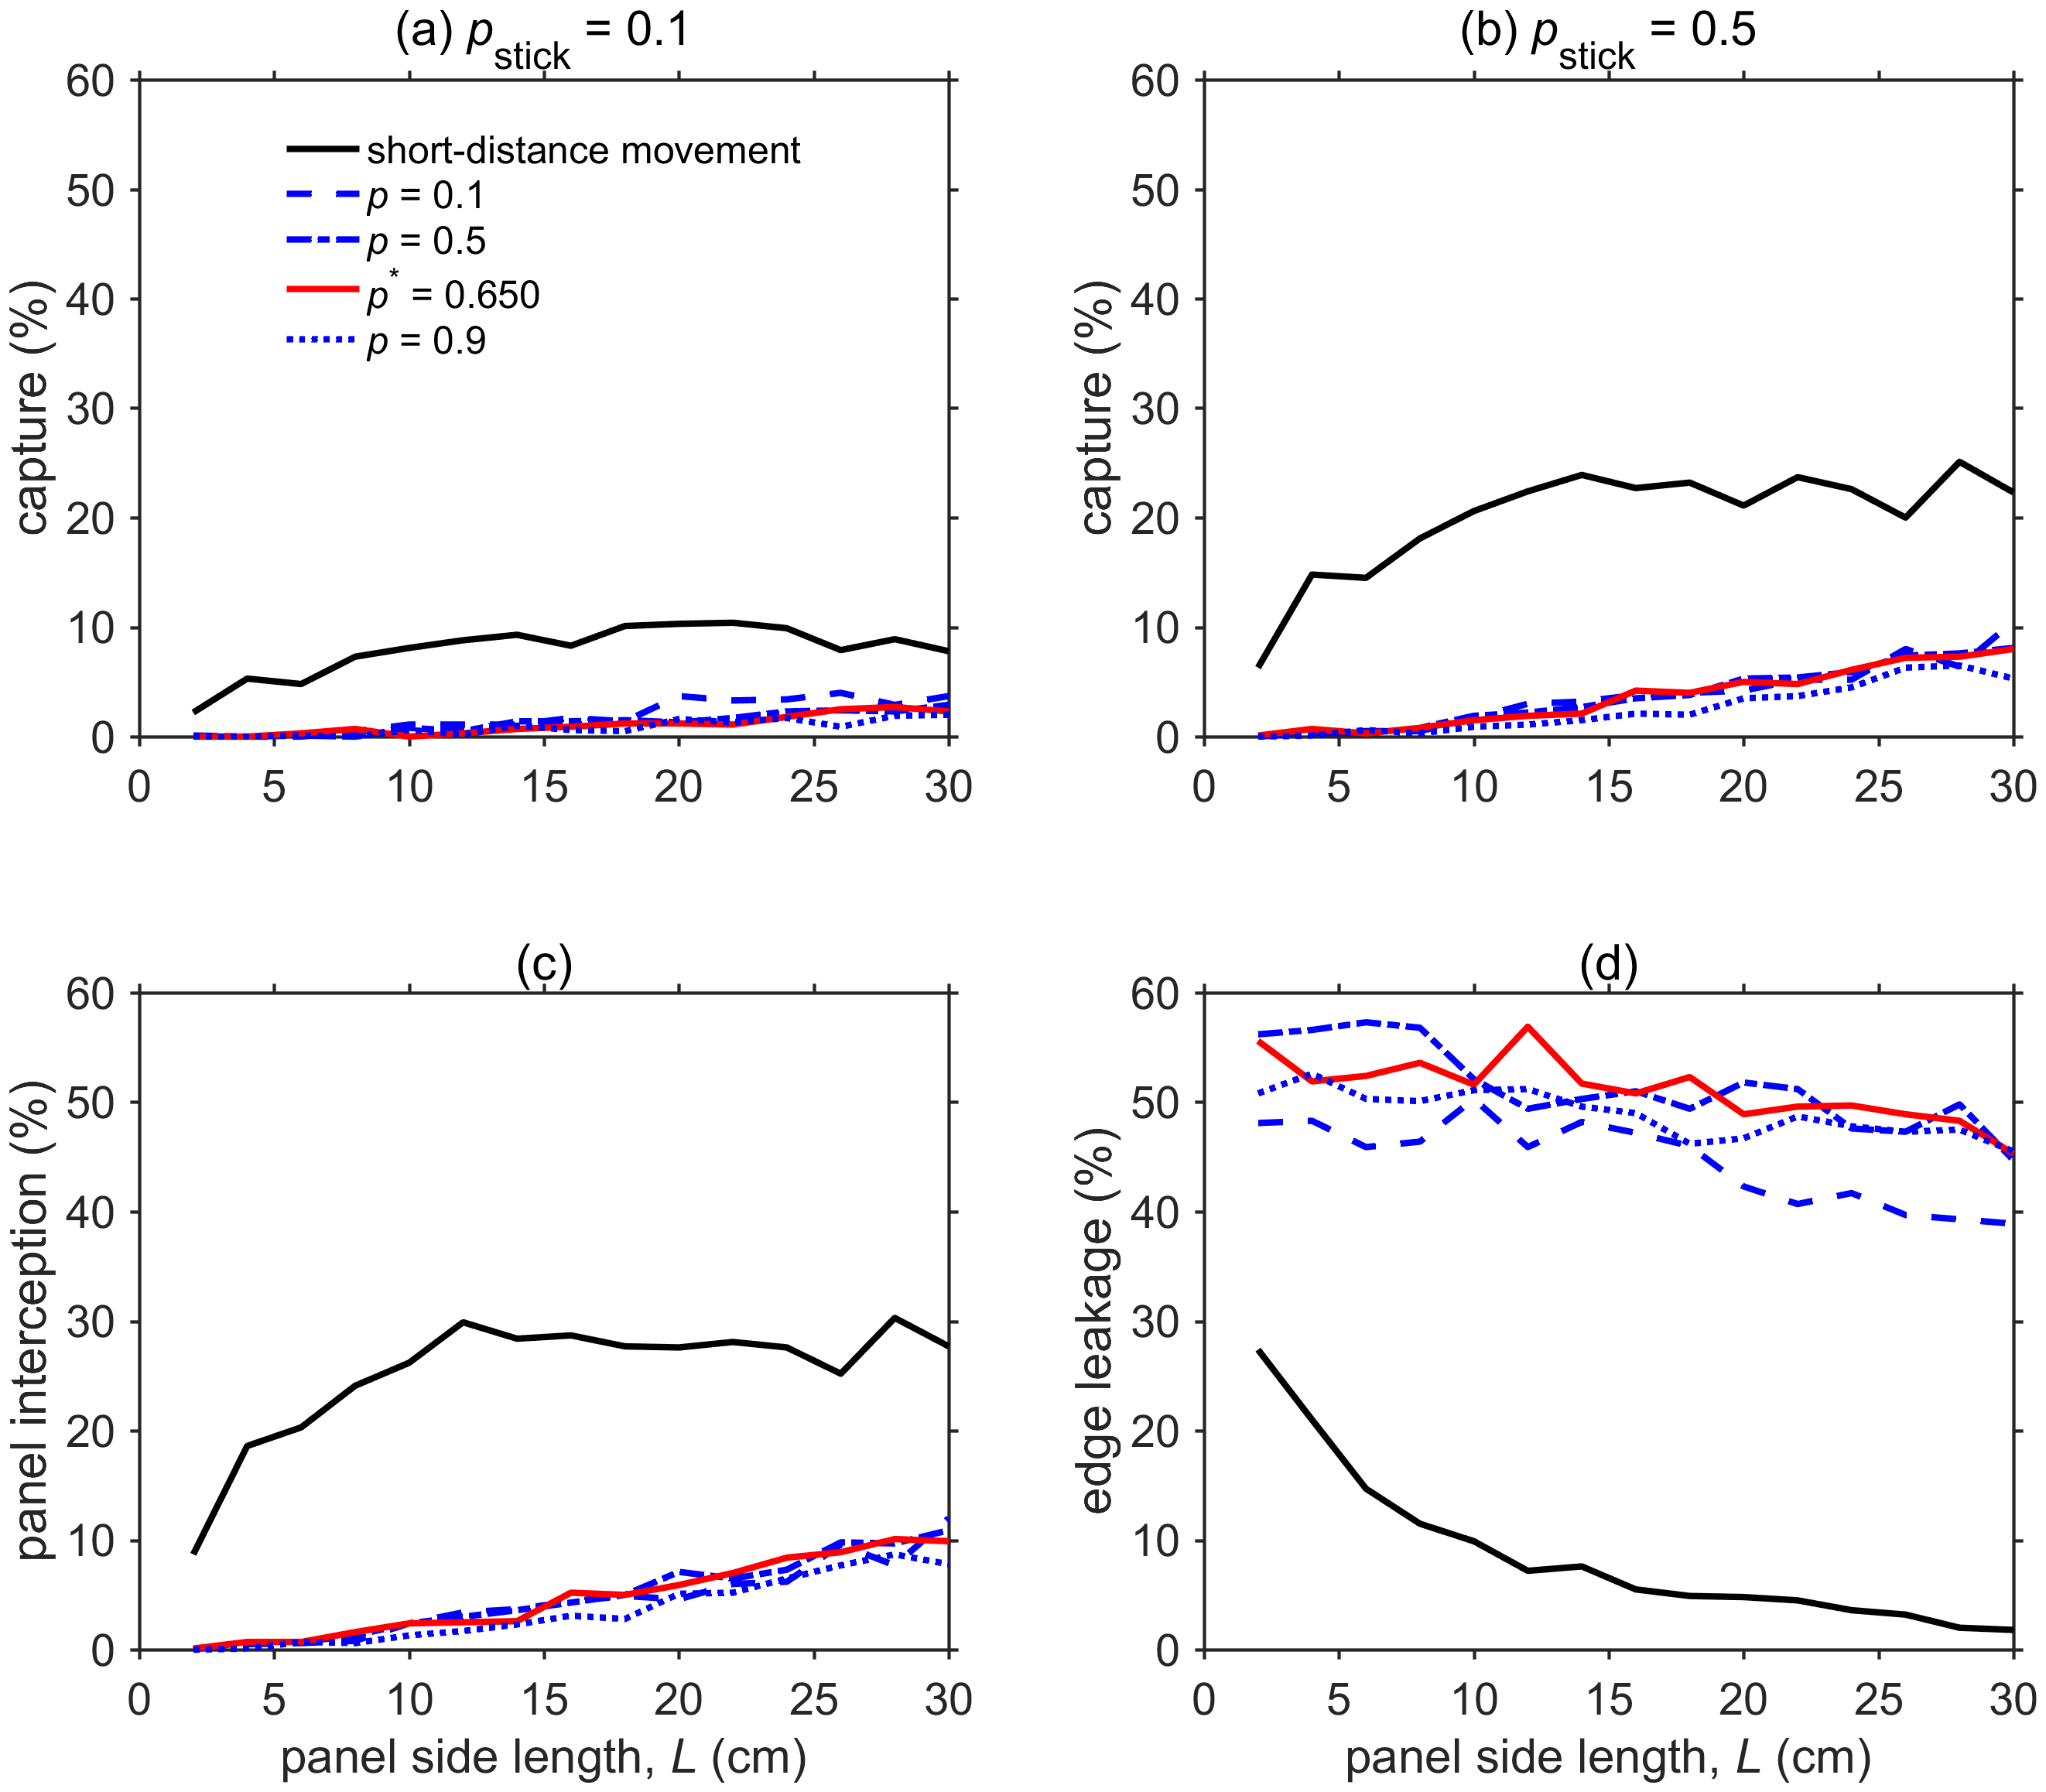 (a) p_stick = 0.1
60
50
40
30
20
10
0
capture (%)
short-distance movement
p = 0.1
p = 0.5
p* = 0.650
p = 0.9
0 5 10 15 20 25 30
(b) p_stick = 0.5
60
50
40
30
20
10
0
capture (%)
0 5 10 15 20 25 30
(c)
60
50
40
30
20
10
0
panel interception (%)
0 5 10 15 20 25 30
panel side length, L (cm)
(d)
60
50
40
30
20
10
0
edge leakage (%)
0 5 10 15 20 25 30
panel side length, L (cm)